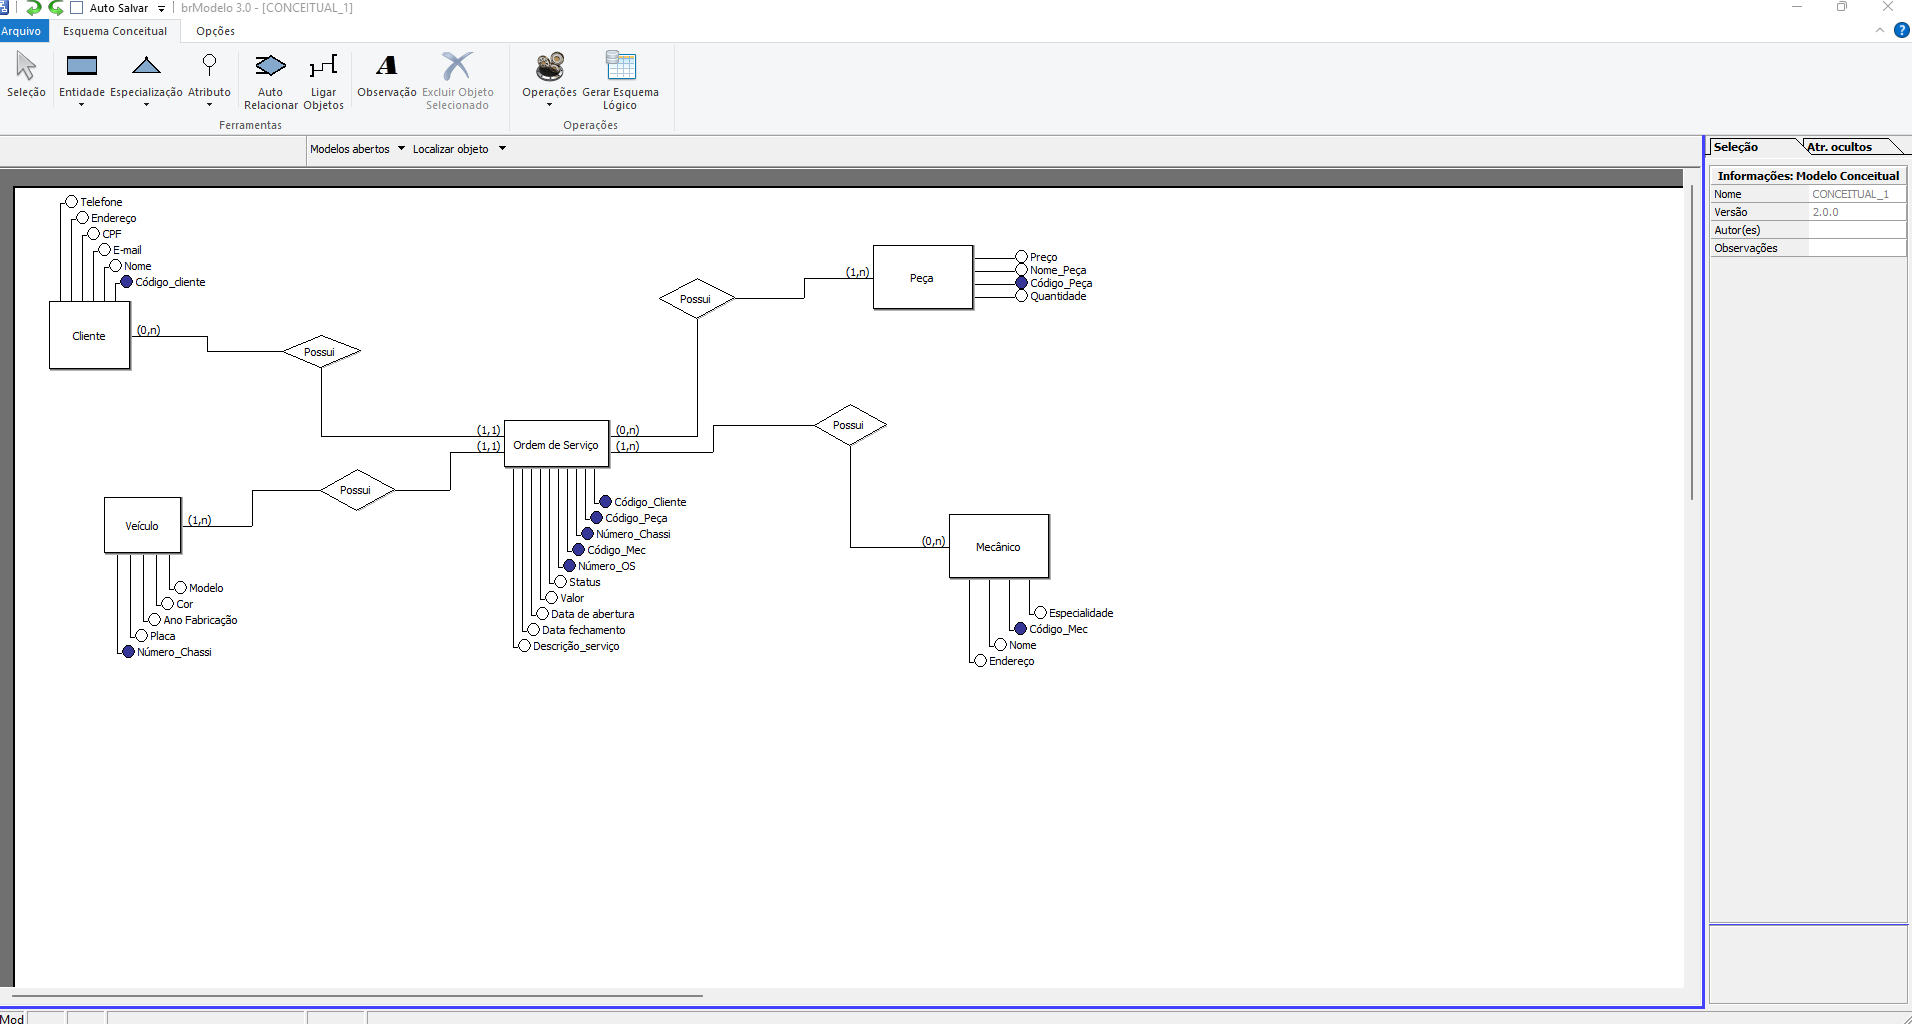 Auto Salvar
brModelo 3.0 - [CONCEITUAL_1]
Arquivo
Esquema Conceitual
Opções
?
Seleção
Entidade
Especialização
Atributo
Auto
Relacionar
Ligar
Objetos
A
Observação
Excluir Objeto
Selecionado
Operações
Gerar Esquema
Lógico
Ferramentas
Operações
Modelos abertos
Localizar objeto
Seleção
Atr. ocultos
Informações: Modelo Conceitual
Nome
CONCEITUAL_1
Versão
2.0.0
Autor(es)
Observações
Telefone
Endereço
CPF
E-mail
Nome
Código_cliente
Cliente
(0,n)
Possui
Possui
(1,n)
Peça
Preço
Nome_Peça
Código_Peça
Quantidade
(1,1)
(1,1)
Ordem de Serviço
(0,n)
(1,n)
Possui
Possui
Veículo
(1,n)
Modelo
Cor
Ano Fabricação
Placa
Número_Chassi
Código_Cliente
Código_Peça
Número_Chassi
Código_Mec
Número_OS
Status
Valor
Data de abertura
Data fechamento
Descrição_serviço
(0,n)
Mecânico
Especialidade
Código_Mec
Nome
Endereço
Mod